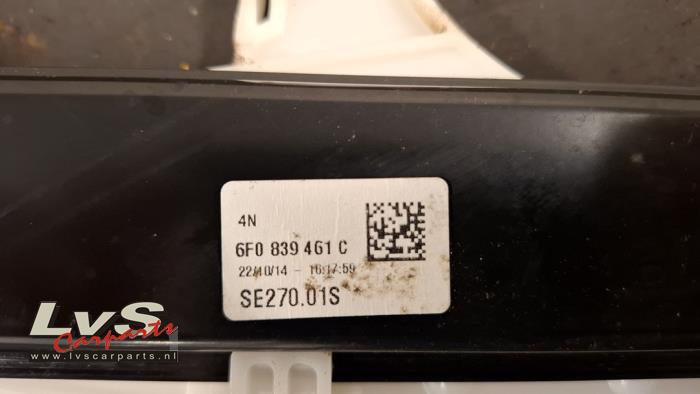 4N
6F0 839 461 C
22/10/14 - 16:17:59
SE270.01S
LvS
Carparts
www.lvscarparts.nl